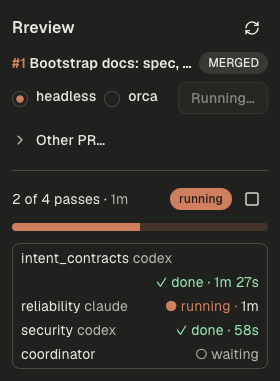 Rreview
#1 Bootstrap docs: spec, ... MERGED
headless orca Running...
Other PR...
2 of 4 passes · 1m running
intent_contracts codex
✓ done · 1m 27s
reliability claude running · 1m
security codex ✓ done · 58s
coordinator waiting